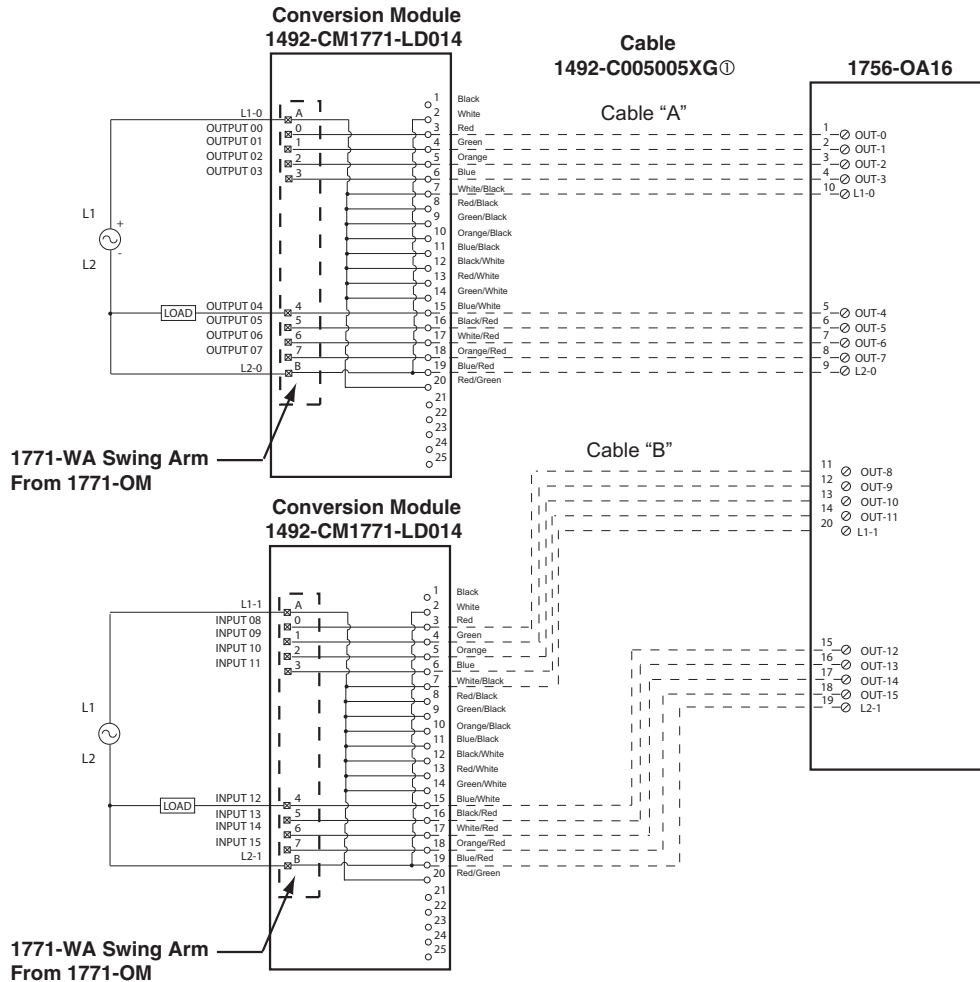 Conversion Module
1492-CM1771-LD014
Cable
1492-C005005XG①
1756-OA16
Cable “A”
L1-0
OUTPUT 00
OUTPUT 01
OUTPUT 02
OUTPUT 03
A
0
1
2
3
1 Black
2 White
3 Red
4 Green
5 Orange
6 Blue
7 White/Black
8 Red/Black
9 Green/Black
10 Orange/Black
11 Blue/Black
12 Black/White
13 Red/White
14 Green/White
15 Blue/White
16 Black/Red
17 White/Red
18 Orange/Red
19 Blue/Red
20 Red/Green
21
22
23
24
25
1 OUT-0
2 OUT-1
3 OUT-2
4 OUT-3
10 L1-0
L1
+
-
L2
LOAD
OUTPUT 04
OUTPUT 05
OUTPUT 06
OUTPUT 07
L2-0
4
5
6
7
B
5 OUT-4
6 OUT-5
7 OUT-6
8 OUT-7
9 L2-0
1771-WA Swing Arm
From 1771-OM
Cable “B”
11 OUT-8
12 OUT-9
13 OUT-10
14 OUT-11
20 L1-1
Conversion Module
1492-CM1771-LD014
L1-1
INPUT 08
INPUT 09
INPUT 10
INPUT 11
A
0
1
2
3
1 Black
2 White
3 Red
4 Green
5 Orange
6 Blue
7 White/Black
8 Red/Black
9 Green/Black
10 Orange/Black
11 Blue/Black
12 Black/White
13 Red/White
14 Green/White
15 Blue/White
16 Black/Red
17 White/Red
18 Orange/Red
19 Blue/Red
20 Red/Green
21
22
23
24
25
15 OUT-12
16 OUT-13
17 OUT-14
18 OUT-15
19 L2-1
L1
L2
LOAD
INPUT 12
INPUT 13
INPUT 14
INPUT 15
L2-1
4
5
6
7
B
1771-WA Swing Arm
From 1771-OM